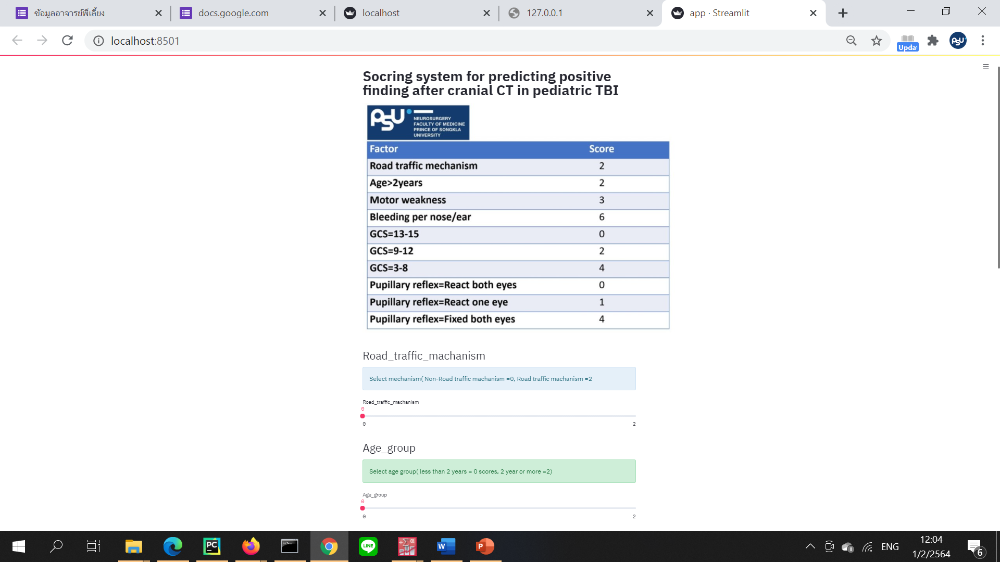 ข้อมูลอาจารย์พี่เลี้ยง
docs.google.com
localhost
127.0.0.1
app · Streamlit
localhost:8501
Updat
PSU
Socring system for predicting positive
finding after cranial CT in pediatric TBI
PSU
NEUROSURGERY
FACULTY OF MEDICINE
PRINCE OF SONGKLA
UNIVERSITY
Factor Score
Road traffic mechanism 2
Age>2years 2
Motor weakness 3
Bleeding per nose/ear 6
GCS=13-15 0
GCS=9-12 2
GCS=3-8 4
Pupillary reflex=React both eyes 0
Pupillary reflex=React one eye 1
Pupillary reflex=Fixed both eyes 4
Road_traffic_machanism
Select mechanism( Non-Road traffic machanism =0, Road traffic machanism =2
Road_traffic_machanism
0
0 2
Age_group
Select age group( less than 2 years = 0 scores, 2 year or more =2)
Age_group
0
0 2
PC
LINE
W
P
ENG
12:04
1/2/2564
6